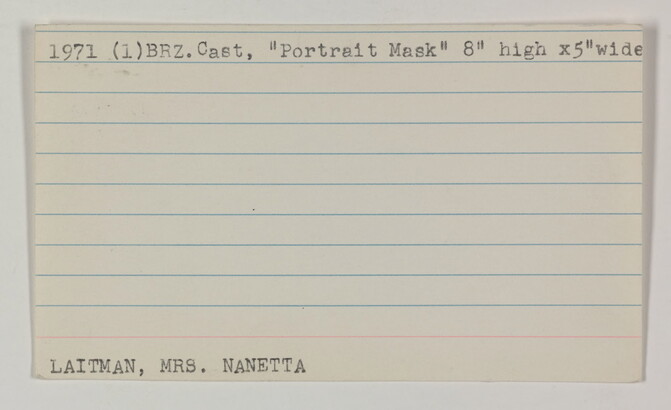 1971 (1)BRZ.Cast, "Portrait Mask" 8" high x5"wide
LAITMAN, MRS. NANETTA